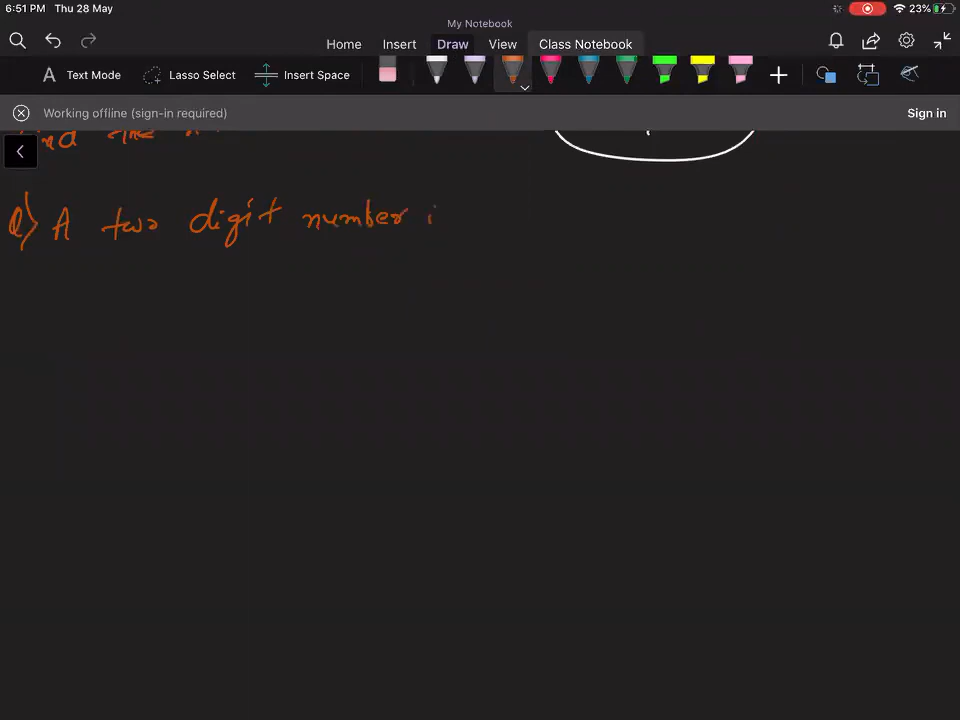 6:51 PM Thu 28 May 23%
My Notebook
Home Insert Draw View Class Notebook
A Text Mode Lasso Select Insert Space
Working offline (sign-in required) Sign in
the
Q) A two digit number i